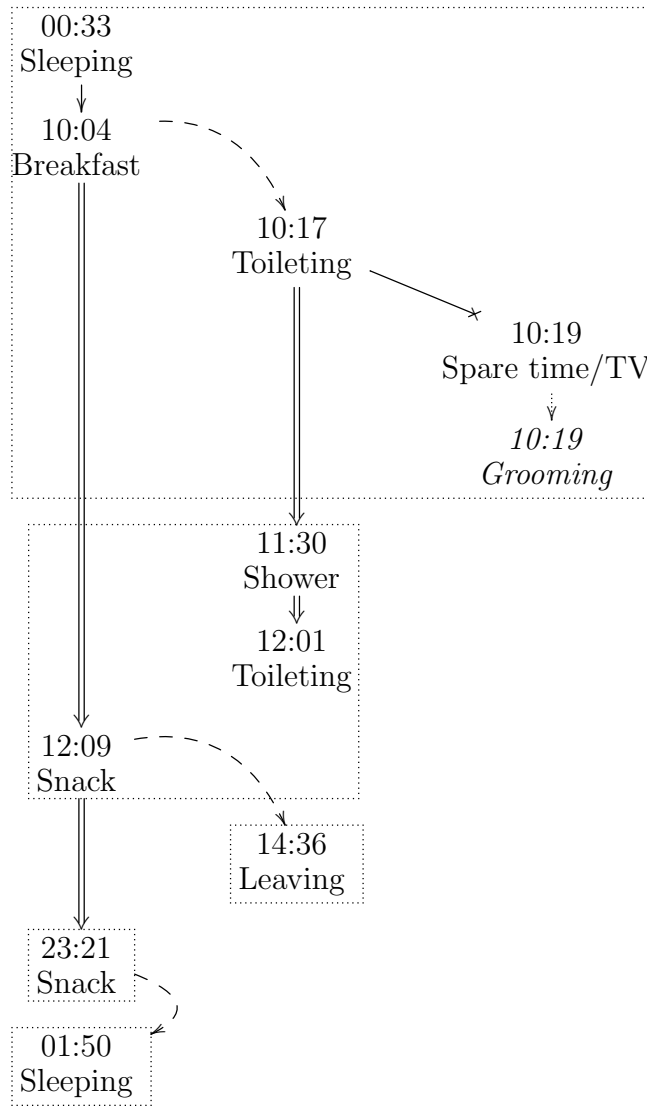 00:33
Sleeping
10:04
Breakfast
10:17
Toileting
10:19
Spare time/TV
10:19
Grooming
11:30
Shower
12:01
Toileting
12:09
Snack
14:36
Leaving
23:21
Snack
01:50
Sleeping